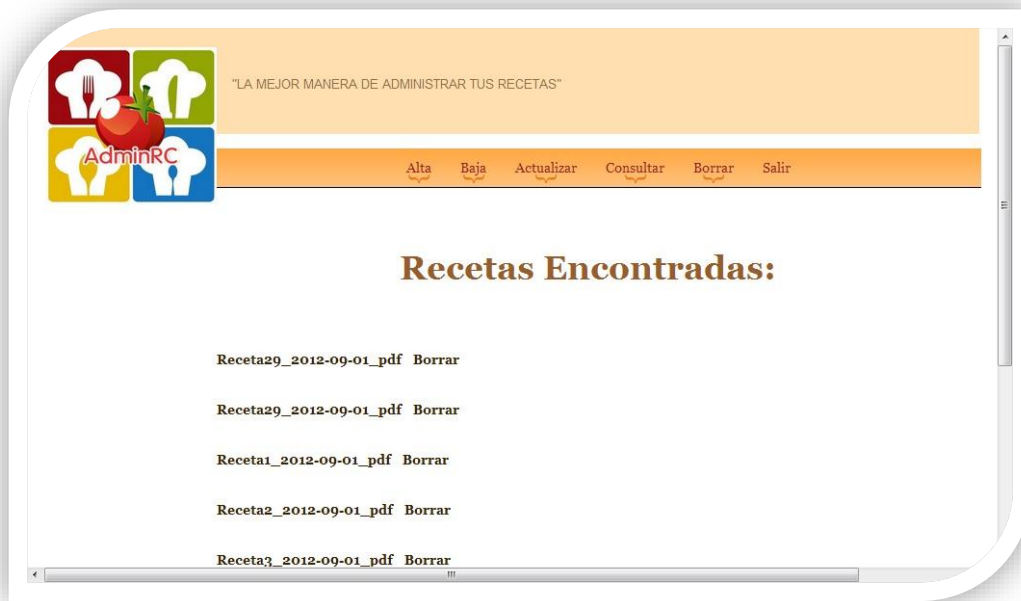 "LA MEJOR MANERA DE ADMINISTRAR TUS RECETAS"
AdminRC
Alta Baja Actualizar Consultar Borrar Salir
Recetas Encontradas:
Receta29_2012-09-01_pdf Borrar
Receta29_2012-09-01_pdf Borrar
Receta1_2012-09-01_pdf Borrar
Receta2_2012-09-01_pdf Borrar
Receta3_2012-09-01_pdf Borrar